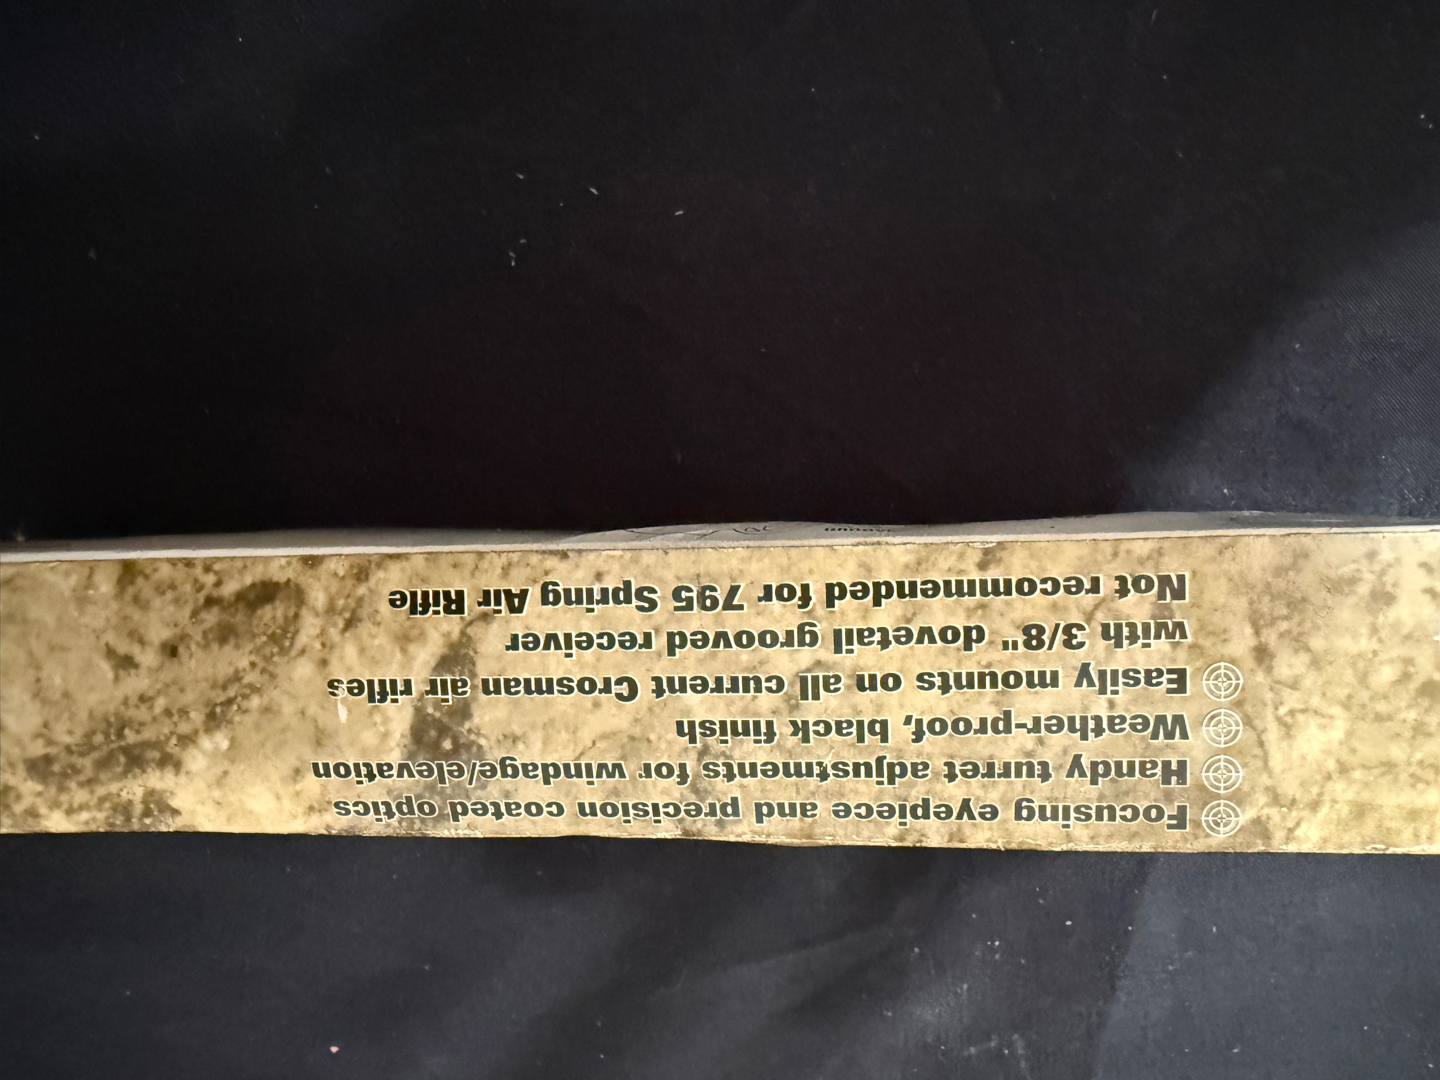 Focusing eyepiece and precision coated optics
Handy turret adjustments for windage/elevation
Weather-proof, black finish
Easily mounts on all current Crosman air rifles
with 3/8" dovetail grooved receiver
Not recommended for 795 Spring Air Rifle